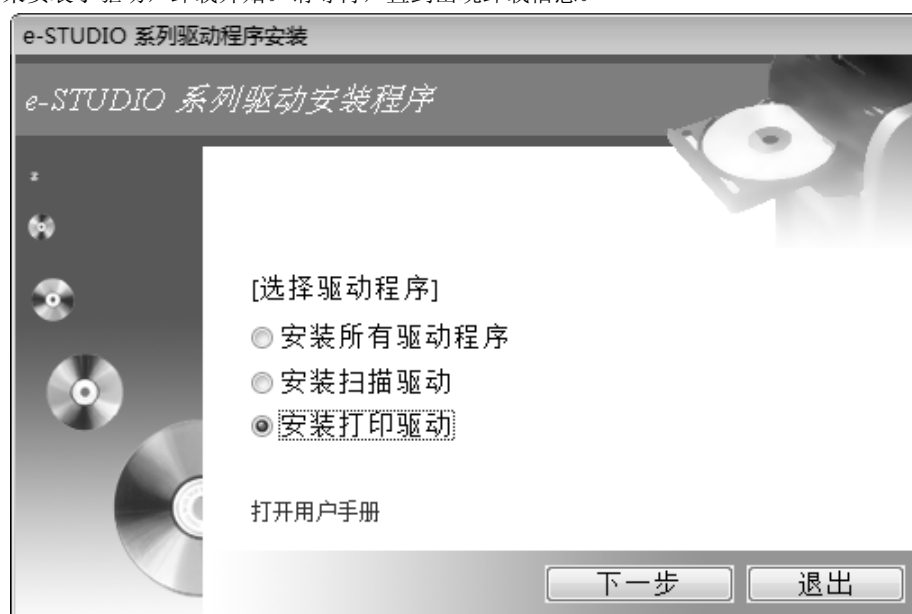 e-STUDIO 系列驱动程序安装
e-STUDIO 系列驱动安装程序
[选择驱动程序]
安装所有驱动程序
安装扫描驱动
安装打印驱动
打开用户手册
下一步
退出